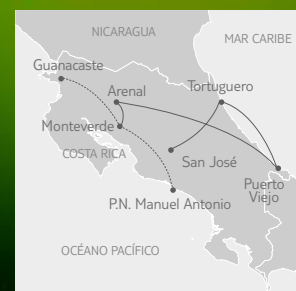 NICARAGUA
MAR CARIBE
Guanacaste
Arenal
Tortuguero
Monteverde
COSTA RICA
San José
Puerto
Viejo
P.N. Manuel Antonio
OCÉANO PACÍFICO